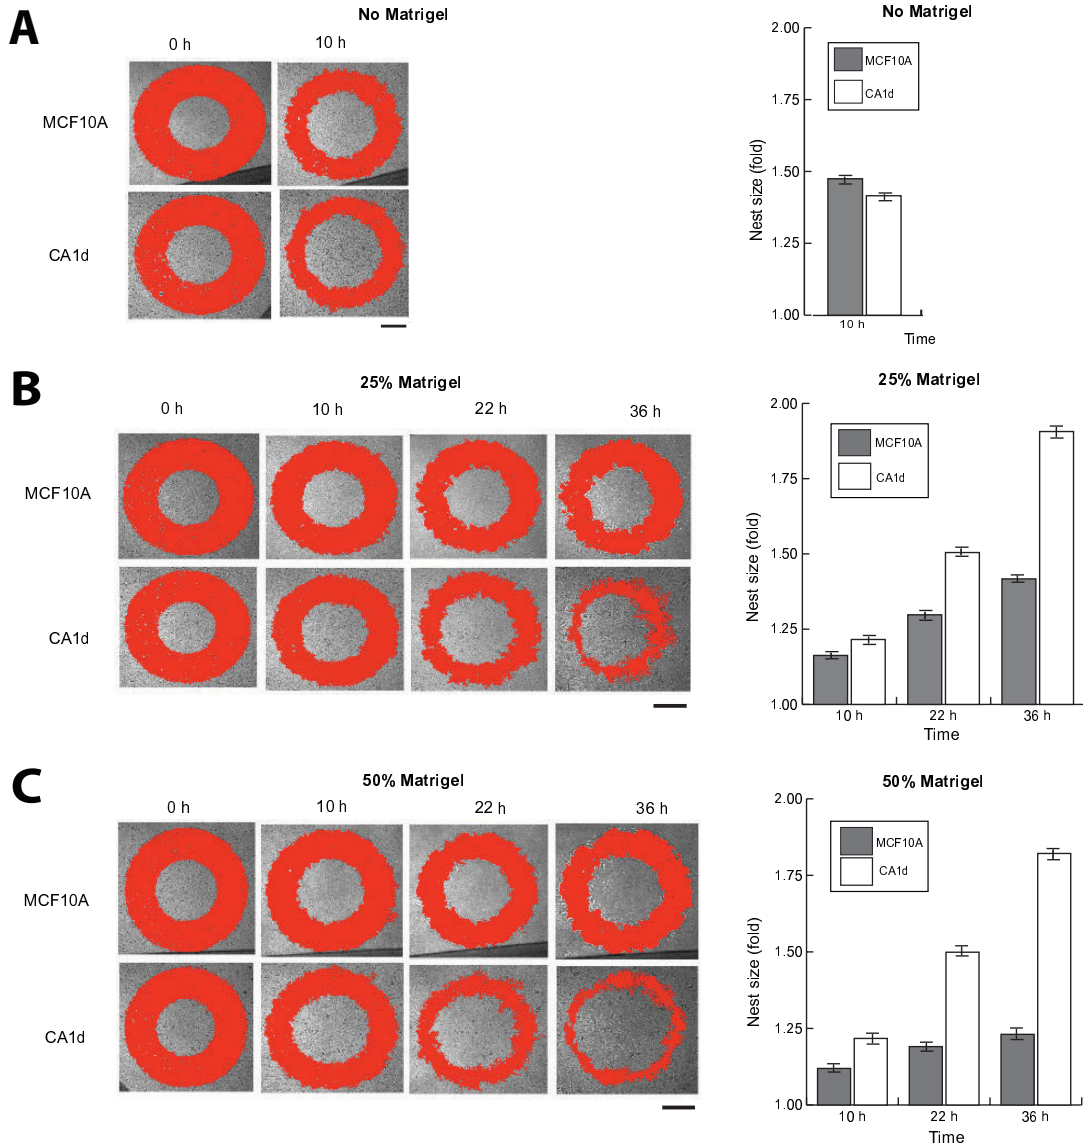 A
No Matrigel
0 h
10 h
MCF10A
CA1d
No Matrigel
2.00
1.75
1.50
1.25
1.00
Nest size (fold)
MCF10A
CA1d
10 h
Time
B
25% Matrigel
0 h
10 h
22 h
36 h
MCF10A
CA1d
25% Matrigel
2.00
1.75
1.50
1.25
1.00
Nest size (fold)
MCF10A
CA1d
10 h
22 h
36 h
Time
C
50% Matrigel
0 h
10 h
22 h
36 h
MCF10A
CA1d
50% Matrigel
2.00
1.75
1.50
1.25
1.00
Nest size (fold)
MCF10A
CA1d
10 h
22 h
36 h
Time